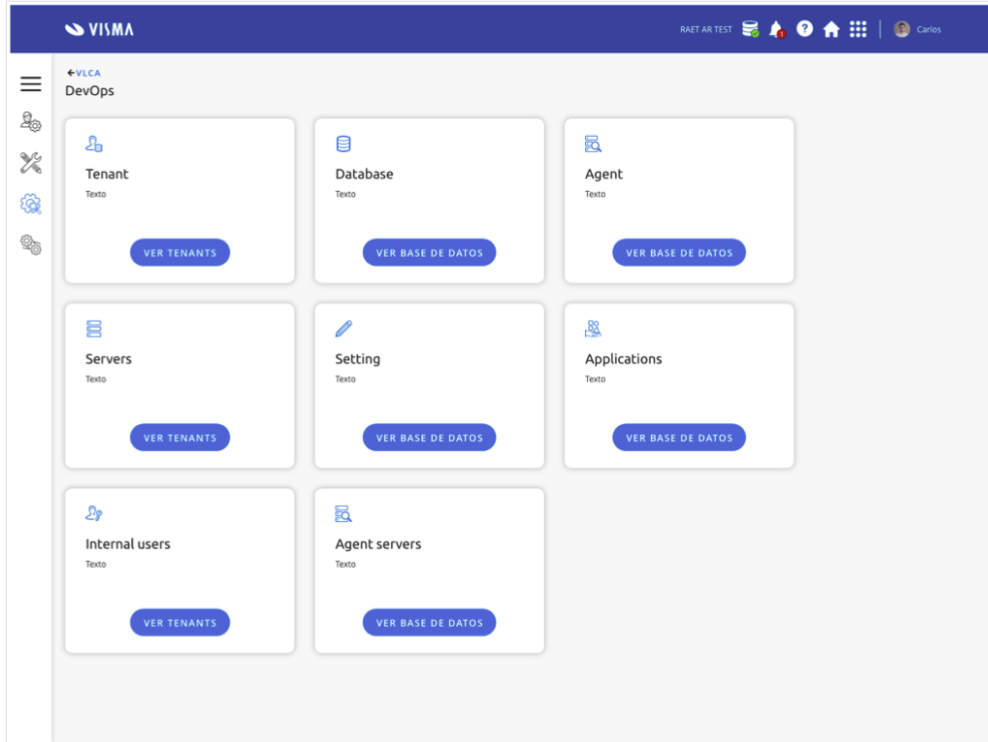 VISMA
RAET AR TEST
Carlos
VLCA
DevOps
Tenant
Texto
VER TENANTS
Database
Texto
VER BASE DE DATOS
Agent
Texto
VER BASE DE DATOS
Servers
Texto
VER TENANTS
Setting
Texto
VER BASE DE DATOS
Applications
Texto
VER BASE DE DATOS
Internal users
Texto
VER TENANTS
Agent servers
Texto
VER BASE DE DATOS